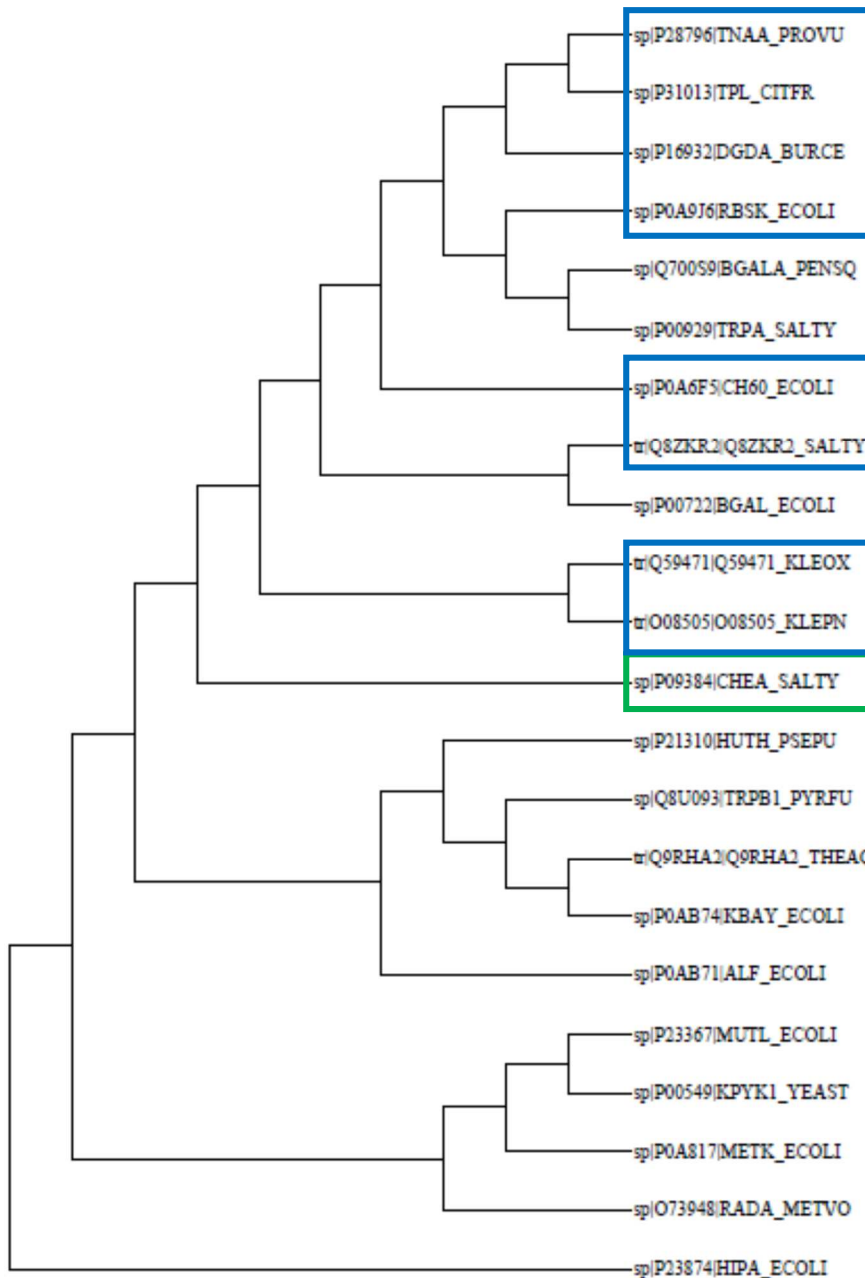 sp|P28796|TNAA_PROVU
sp|P31013|TPL_CITFR
sp|P16932|DGDA_BURCE
sp|P0A9J6|RBSK_ECOLI
sp|Q700S9|BGALA_PENSQ
sp|P00929|TRPA_SALTY
sp|P0A6F5|CH60_ECOLI
tr|Q8ZKR2|Q8ZKR2_SALTY
sp|P00722|BGAL_ECOLI
tr|Q59471|Q59471_KLEOX
tr|O08505|O08505_KLEPN
sp|P09384|CHEA_SALTY
sp|P21310|HUTH_PSEPU
sp|Q8U093|TRPB1_PYRFU
tr|Q9RHA2|Q9RHA2_THEAQ
sp|P0AB74|KBAY_ECOLI
sp|P0AB71|ALF_ECOLI
sp|P23367|MUTL_ECOLI
sp|P00549|KPYK1_YEAST
sp|P0A817|METK_ECOLI
sp|O73948|RADA_METVO
sp|P23874|HIPA_ECOLI